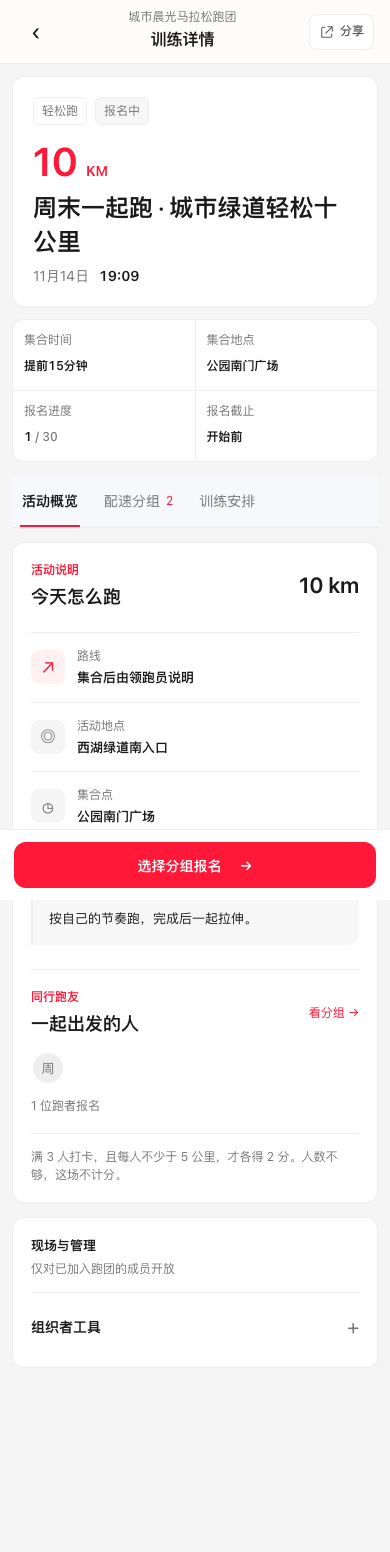 城市晨光马拉松跑团
训练详情
分享
轻松跑 报名中
10 KM
周末一起跑 · 城市绿道轻松十
公里
11月14日 19:09
集合时间
提前15分钟
集合地点
公园南门广场
报名进度
1 / 30
报名截止
开始前
活动概览 配速分组 2 训练安排
活动说明
今天怎么跑
10 km
路线
集合后由领跑员说明
活动地点
西湖绿道南入口
集合点
公园南门广场
选择分组报名 →
按自己的节奏跑，完成后一起拉伸。
同行跑友
一起出发的人
看分组 →
周
1 位跑者报名
满 3 人打卡，且每人不少于 5 公里，才各得 2 分。人数不
够，这场不计分。
现场与管理
仅对已加入跑团的成员开放
组织者工具 +